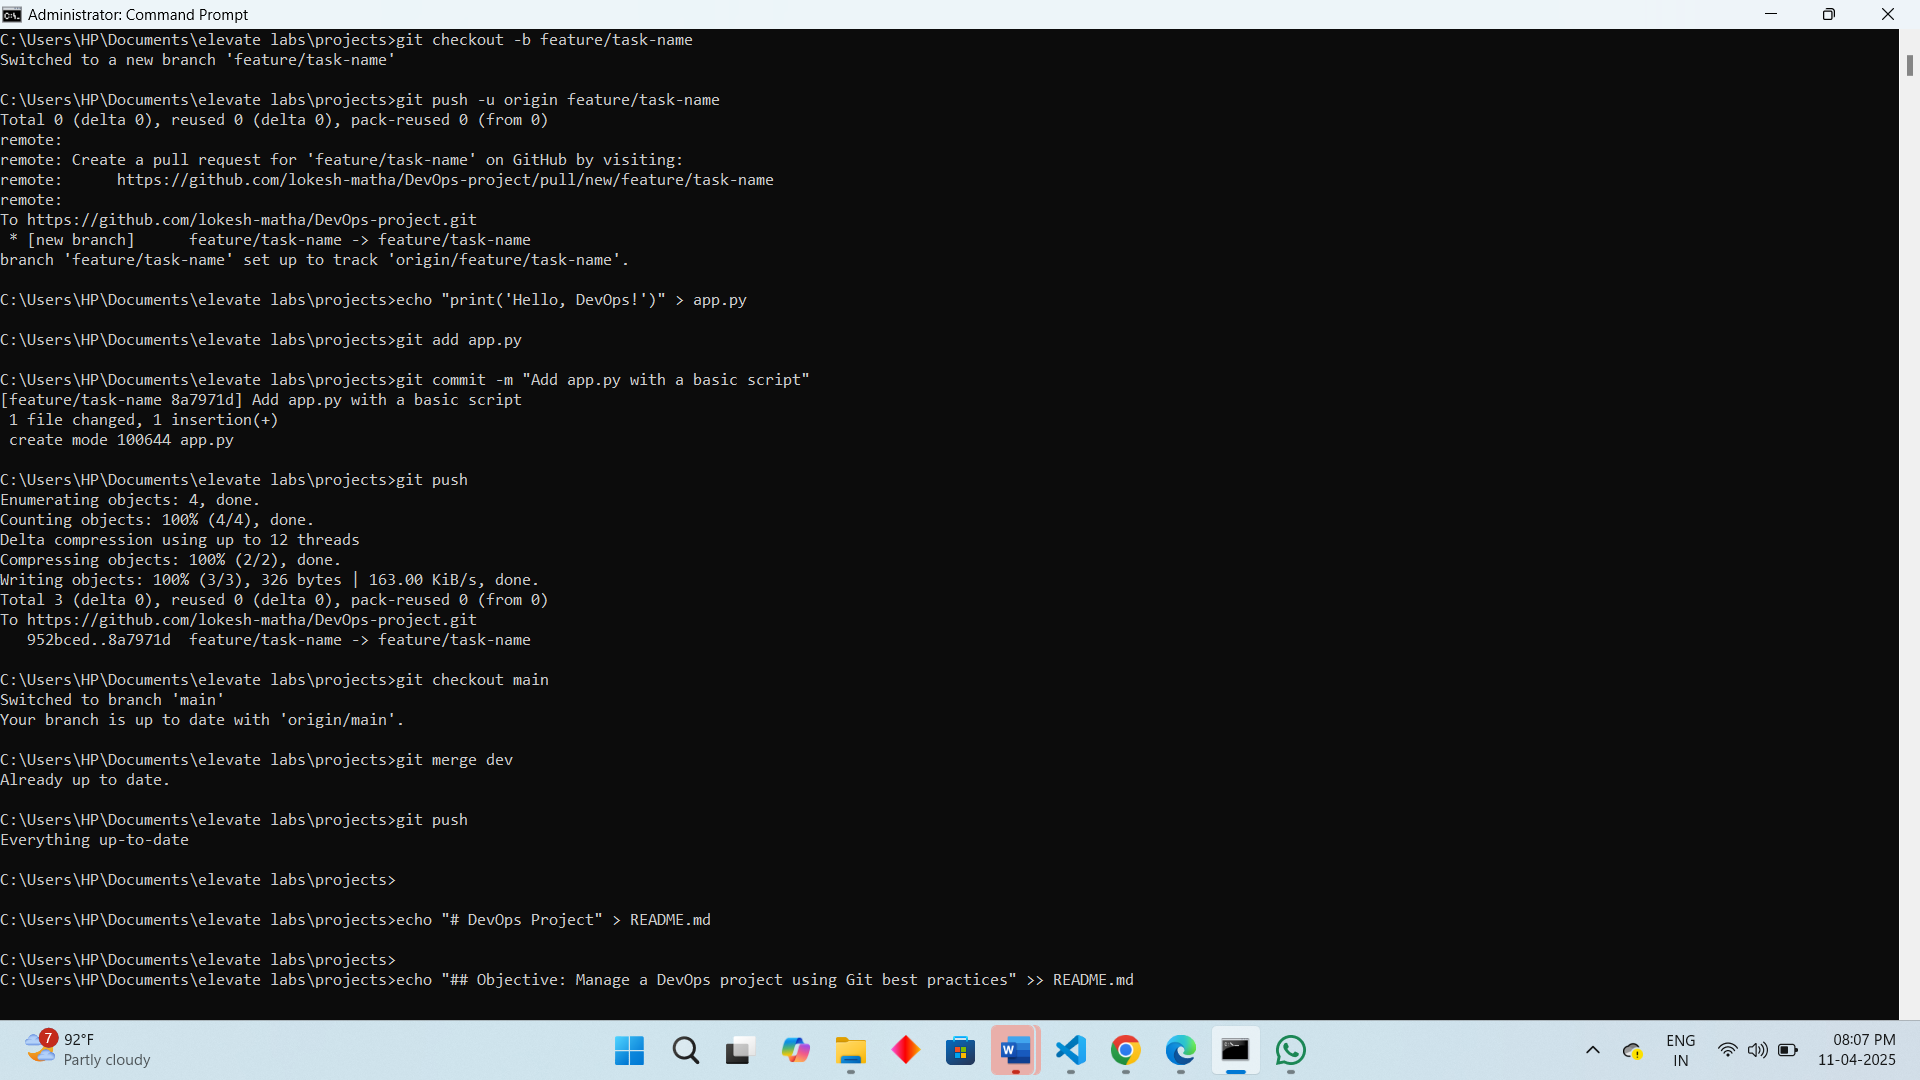 Administrator: Command Prompt
C:\Users\HP\Documents\elevate labs\projects>git checkout -b feature/task-name
Switched to a new branch 'feature/task-name'
C:\Users\HP\Documents\elevate labs\projects>git push -u origin feature/task-name
Total 0 (delta 0), reused 0 (delta 0), pack-reused 0 (from 0)
remote:
remote: Create a pull request for 'feature/task-name' on GitHub by visiting:
remote:      https://github.com/lokesh-matha/DevOps-project/pull/new/feature/task-name
remote:
To https://github.com/lokesh-matha/DevOps-project.git
 * [new branch]      feature/task-name -> feature/task-name
branch 'feature/task-name' set up to track 'origin/feature/task-name'.
C:\Users\HP\Documents\elevate labs\projects>echo "print('Hello, DevOps!')" > app.py
C:\Users\HP\Documents\elevate labs\projects>git add app.py
C:\Users\HP\Documents\elevate labs\projects>git commit -m "Add app.py with a basic script"
[feature/task-name 8a7971d] Add app.py with a basic script
 1 file changed, 1 insertion(+)
 create mode 100644 app.py
C:\Users\HP\Documents\elevate labs\projects>git push
Enumerating objects: 4, done.
Counting objects: 100% (4/4), done.
Delta compression using up to 12 threads
Compressing objects: 100% (2/2), done.
Writing objects: 100% (3/3), 326 bytes | 163.00 KiB/s, done.
Total 3 (delta 0), reused 0 (delta 0), pack-reused 0 (from 0)
To https://github.com/lokesh-matha/DevOps-project.git
   952bced..8a7971d  feature/task-name -> feature/task-name
C:\Users\HP\Documents\elevate labs\projects>git checkout main
Switched to branch 'main'
Your branch is up to date with 'origin/main'.
C:\Users\HP\Documents\elevate labs\projects>git merge dev
Already up to date.
C:\Users\HP\Documents\elevate labs\projects>git push
Everything up-to-date
C:\Users\HP\Documents\elevate labs\projects>
C:\Users\HP\Documents\elevate labs\projects>echo "# DevOps Project" > README.md
C:\Users\HP\Documents\elevate labs\projects>
C:\Users\HP\Documents\elevate labs\projects>echo "## Objective: Manage a DevOps project using Git best practices" >> README.md
7
92°F
Partly cloudy
ENG
IN
08:07 PM
11-04-2025